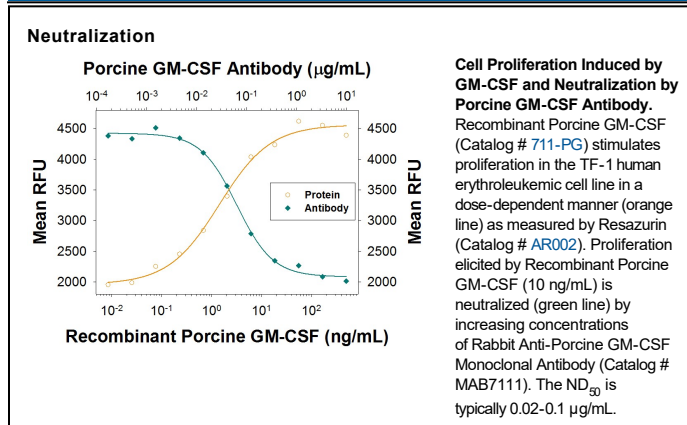 Neutralization
Porcine GM-CSF Antibody (μg/mL)
10-4 10-3 10-2 10-1 100 101
4500 4500
4000 4000
3500 3500
3000 3000
2500 2500
2000 2000
Mean RFU
Mean RFU
Protein
Antibody
10-2 10-1 100 101 102 103
Recombinant Porcine GM-CSF (ng/mL)
Cell Proliferation Induced by
GM-CSF and Neutralization by
Porcine GM-CSF Antibody.
Recombinant Porcine GM-CSF
(Catalog # 711-PG) stimulates
proliferation in the TF-1 human
erythroleukemic cell line in a
dose-dependent manner (orange
line) as measured by Resazurin
(Catalog # AR002). Proliferation
elicited by Recombinant Porcine
GM-CSF (10 ng/mL) is
neutralized (green line) by
increasing concentrations
of Rabbit Anti-Porcine GM-CSF
Monoclonal Antibody (Catalog #
MAB7111). The ND50 is
typically 0.02-0.1 μg/mL.